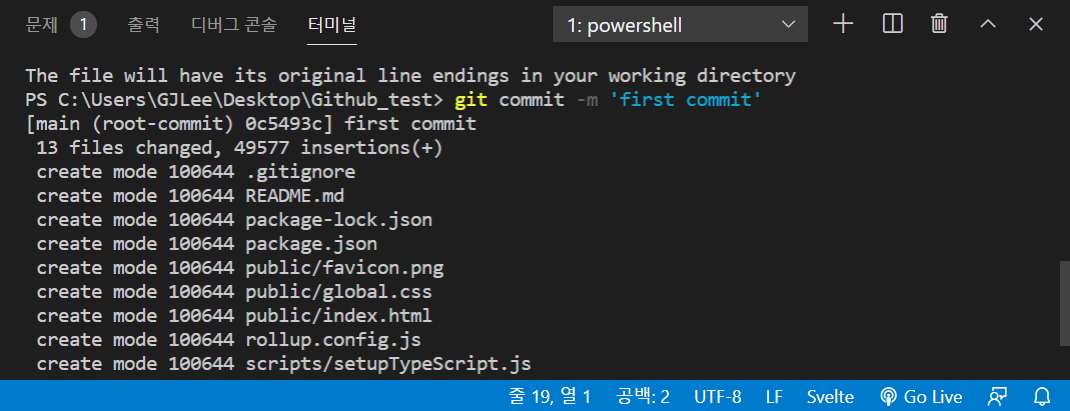 문제 1 출력 디버그 콘솔 터미널 1: powershell
The file will have its original line endings in your working directory
PS C:\Users\GJLee\Desktop\Github_test> git commit -m 'first commit'
[main (root-commit) 0c5493c] first commit
 13 files changed, 49577 insertions(+)
 create mode 100644 .gitignore
 create mode 100644 README.md
 create mode 100644 package-lock.json
 create mode 100644 package.json
 create mode 100644 public/favicon.png
 create mode 100644 public/global.css
 create mode 100644 public/index.html
 create mode 100644 rollup.config.js
 create mode 100644 scripts/setupTypeScript.js
줄 19, 열 1 공백: 2 UTF-8 LF Svelte Go Live